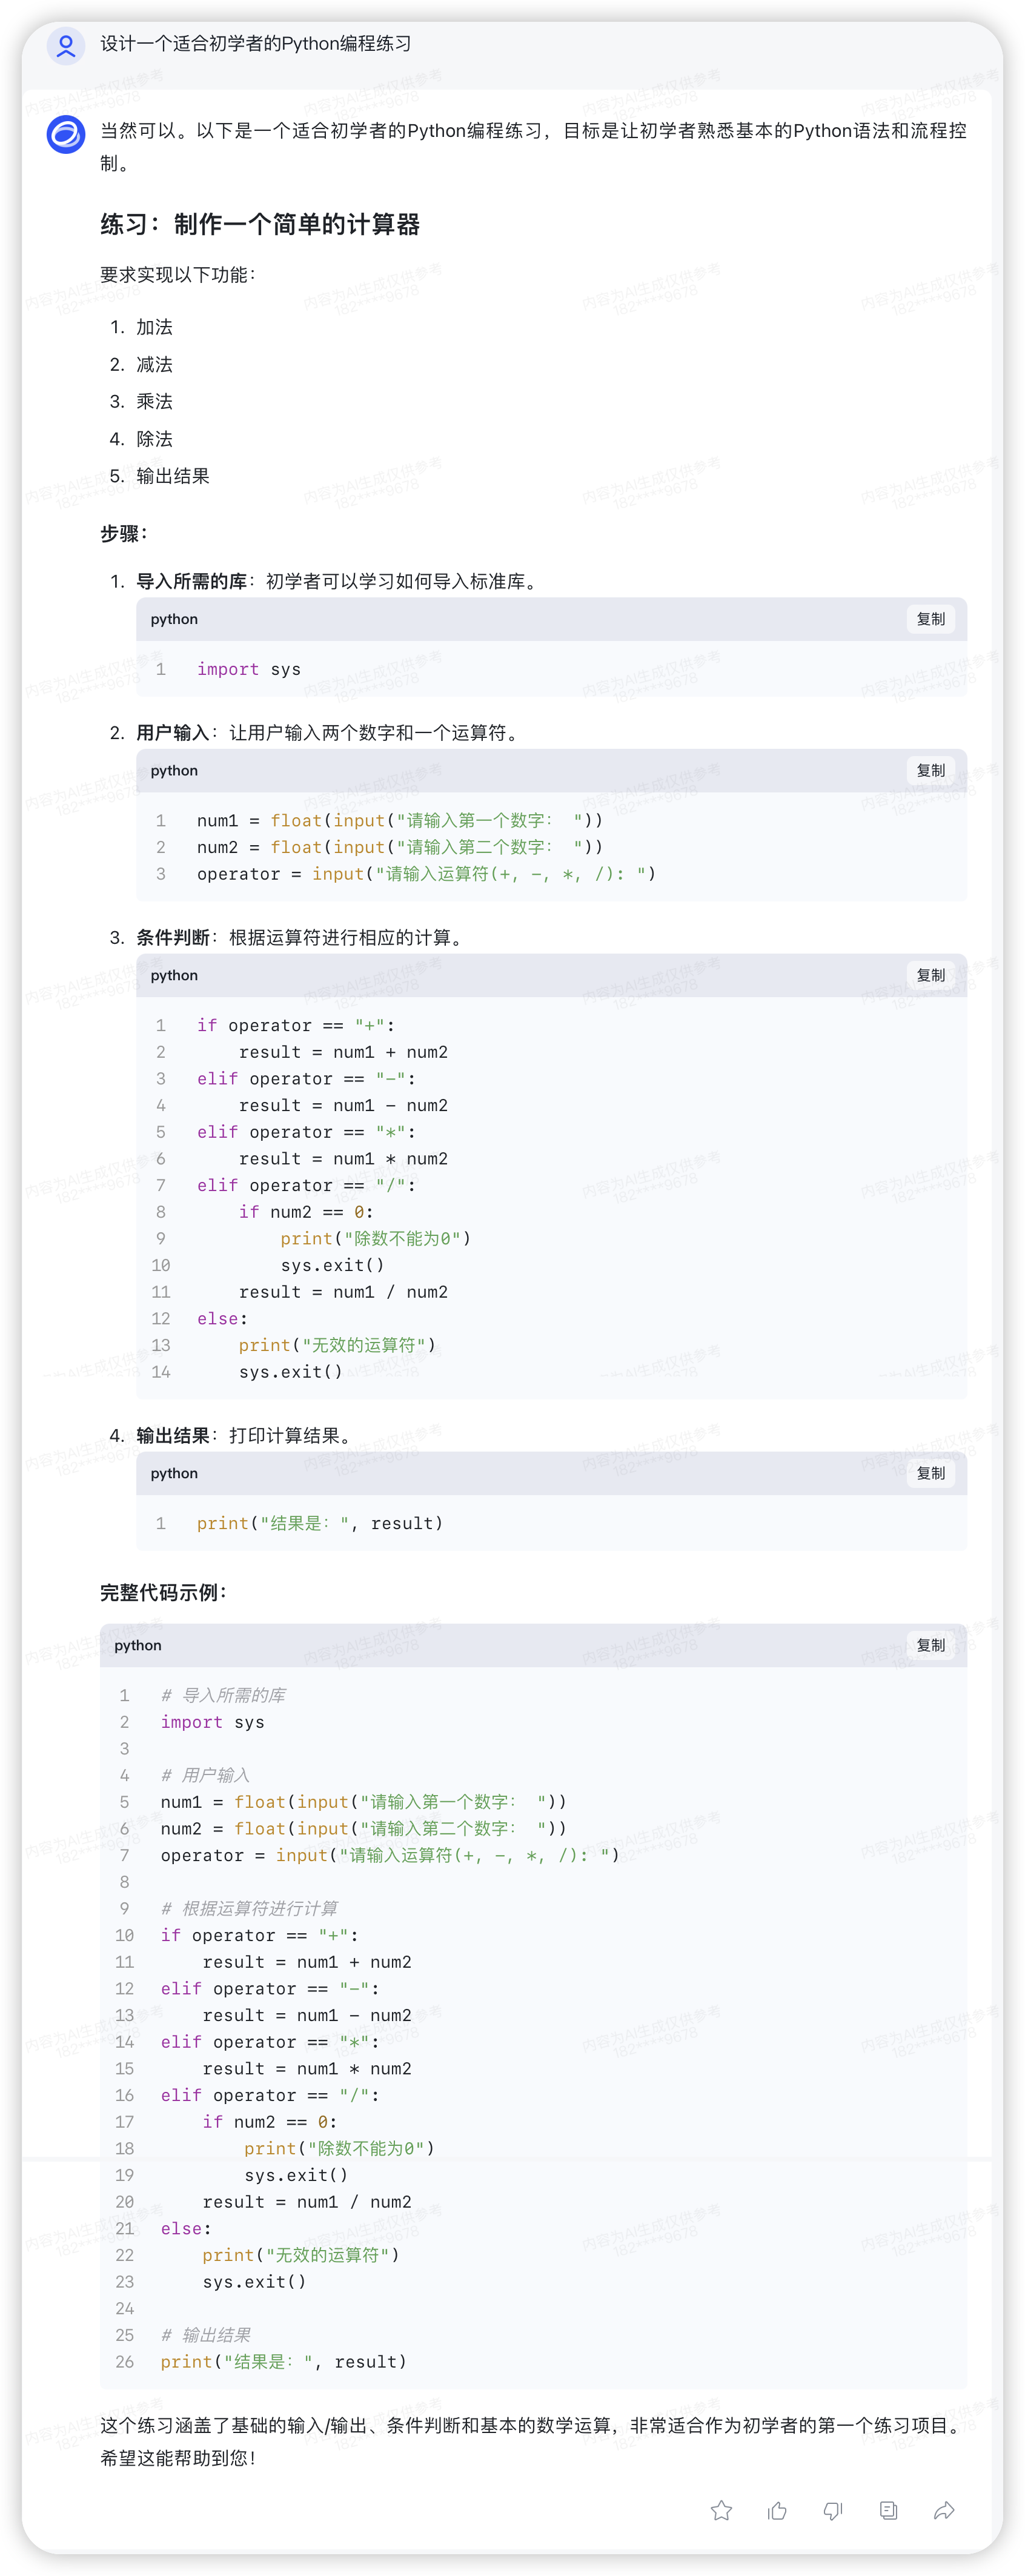 设计一个适合初学者的Python编程练习
当然可以。以下是一个适合初学者的Python编程练习，目标是让初学者熟悉基本的Python语法和流程控
制。
练习：制作一个简单的计算器
要求实现以下功能：
1. 加法
2. 减法
3. 乘法
4. 除法
5. 输出结果
步骤：
1. 导入所需的库：初学者可以学习如何导入标准库。
python 复制
1 import sys
2. 用户输入：让用户输入两个数字和一个运算符。
python 复制
1 num1 = float(input("请输入第一个数字： "))
2 num2 = float(input("请输入第二个数字： "))
3 operator = input("请输入运算符(+, -, *, /): ")
3. 条件判断：根据运算符进行相应的计算。
python 复制
1 if operator == "+":
2     result = num1 + num2
3 elif operator == "-":
4     result = num1 - num2
5 elif operator == "*":
6     result = num1 * num2
7 elif operator == "/":
8     if num2 == 0:
9         print("除数不能为0")
10         sys.exit()
11     result = num1 / num2
12 else:
13     print("无效的运算符")
14     sys.exit()
4. 输出结果：打印计算结果。
python 复制
1 print("结果是：", result)
完整代码示例：
python 复制
1 # 导入所需的库
2 import sys
3
4 # 用户输入
5 num1 = float(input("请输入第一个数字： "))
6 num2 = float(input("请输入第二个数字： "))
7 operator = input("请输入运算符(+, -, *, /): ")
8
9 # 根据运算符进行计算
10 if operator == "+":
11     result = num1 + num2
12 elif operator == "-":
13     result = num1 - num2
14 elif operator == "*":
15     result = num1 * num2
16 elif operator == "/":
17     if num2 == 0:
18         print("除数不能为0")
19         sys.exit()
20     result = num1 / num2
21 else:
22     print("无效的运算符")
23     sys.exit()
24
25 # 输出结果
26 print("结果是：", result)
这个练习涵盖了基础的输入/输出、条件判断和基本的数学运算，非常适合作为初学者的第一个练习项目。
希望这能帮助到您！
内容为AI生成仅供参考
182****9678